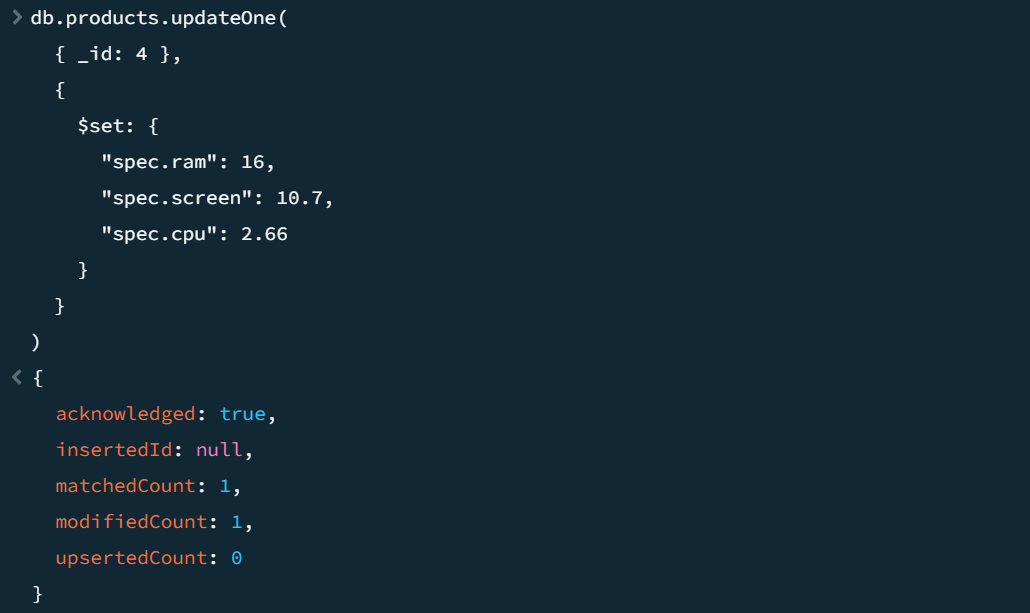 > db.products.updateOne(
{ _id: 4 },
{
$set: {
"spec.ram": 16,
"spec.screen": 10.7,
"spec.cpu": 2.66
}
}
)
< {
acknowledged: true,
insertedId: null,
matchedCount: 1,
modifiedCount: 1,
upsertedCount: 0
}